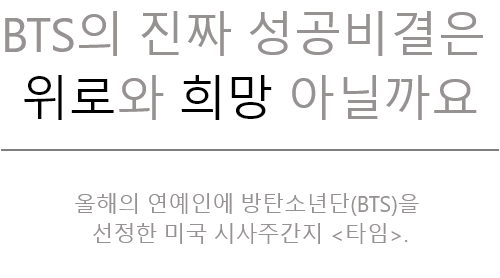 BTS의 진짜 성공비결은
위로와 희망 아닐까요
올해의 연예인에 방탄소년단(BTS)을
선정한 미국 시사주간지 <타임>.